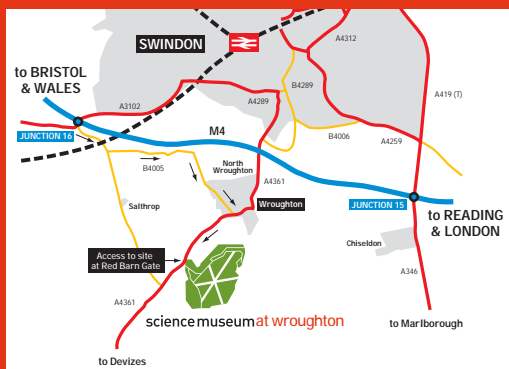 A4312
SWINDON
to BRISTOL
& WALES
B4289
A419 (T)
A3102
A4289
JUNCTION 16
M4
B4006
A4259
B4005
North
Wroughton
A4361
Salthrop
Wroughton
JUNCTION 15
to READING
& LONDON
Chiseldon
Access to site
at Red Barn Gate
A346
A4361
sciencemuseum at wroughton
to Marlborough
to Devizes